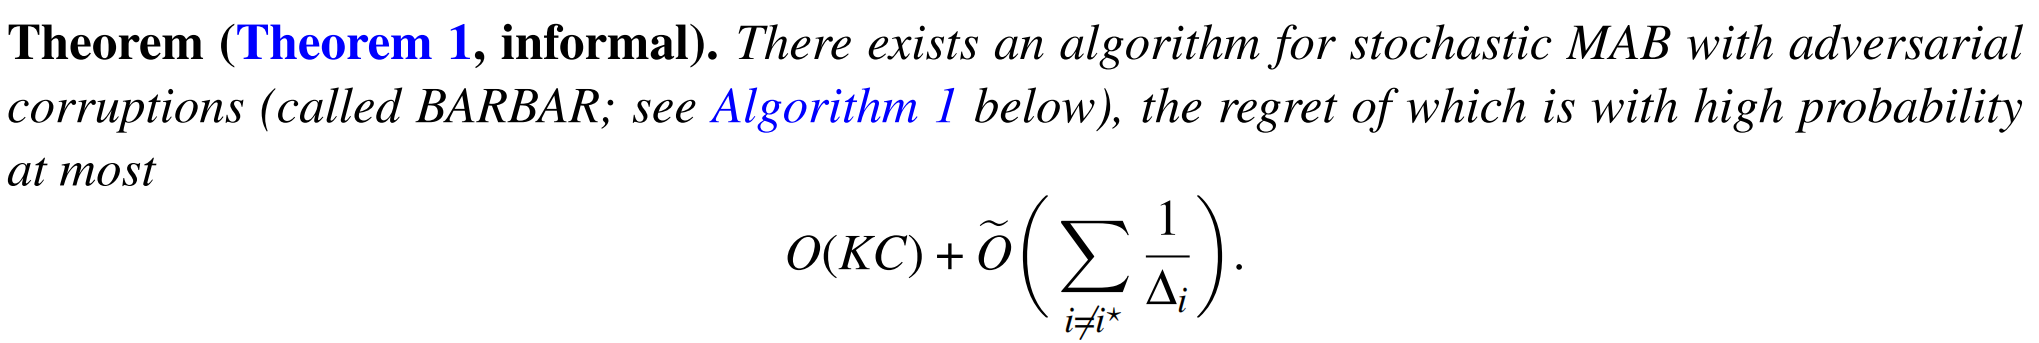 Theorem (Theorem 1, informal). There exists an algorithm for stochastic MAB with adversarial
corruptions (called BARBAR; see Algorithm 1 below), the regret of which is with high probability
at most
O(KC) + Õ( ∑_{i≠i⋆} 1/Δ_i ).